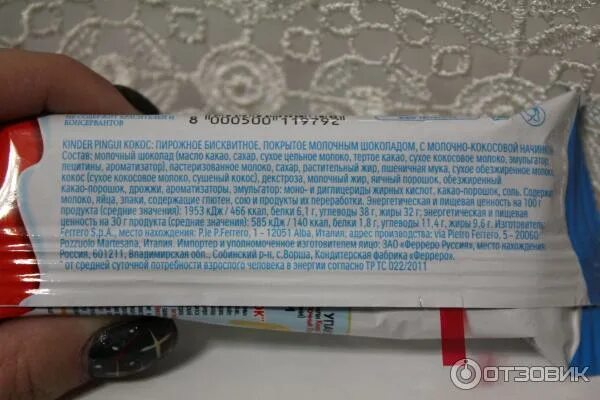 НЕ СОДЕРЖИТ КРАСИТЕЛЕЙ И
КОНСЕРВАНТОВ
8 000500 119792
KINDER PINGUI КОКОС: ПИРОЖНОЕ БИСКВИТНОЕ, ПОКРЫТОЕ МОЛОЧНЫМ ШОКОЛАДОМ, С МОЛОЧНО-КОКОСОВОЙ НАЧИНКО
Состав: молочный шоколад (масло какао, сахар, сухое цельное молоко, тертое какао, сухое кокосовое молоко, эмульгатор:
лецитины, ароматизатор), пастеризованное молоко, сахар, растительный жир, пшеничная мука, сухое обезжиренное молоко,
кокос (сухое кокосовое молоко, сушеный кокос), декстроза, молочный жир, яичный порошок, обезжиренный
какао-порошок, дрожжи, ароматизаторы, эмульгатор: моно- и диглицериды жирных кислот, какао-порошок, соль. Содерж
молоко, яйца, злаки, содержащие глютен, сою и продукты их переработки. Энергетическая и пищевая ценность на 100 г
продукта (средние значения): 1953 кДж / 466 ккал, белки 6,1 г, углеводы 38 г, жиры 32 г; энергетическая и пищевая
ценность на 30 г продукта (средние значения): 585 кДж / 140 ккал, белки 1,8 г, углеводы 11,4 г, жиры 9,6 г. Изготовитель:
Ferrero S.p.A., место нахождения: P.le P.Ferrero, 1 - 12051 Alba, Италия; адрес производства: via Pietro Ferrero, 5 - 20060
Pozzuolo Martesana, Италия. Импортер и уполномоченное изготовителем лицо: ЗАО «Ферреро Руссия», место нахождения:
Россия, 601211, Владимирская обл., Собинский р-н, с.Ворша, Кондитерская фабрика «Ферреро».
* от средней суточной потребности взрослого человека в энергии согласно ТР ТС 022/2011
ОТЗОВИК